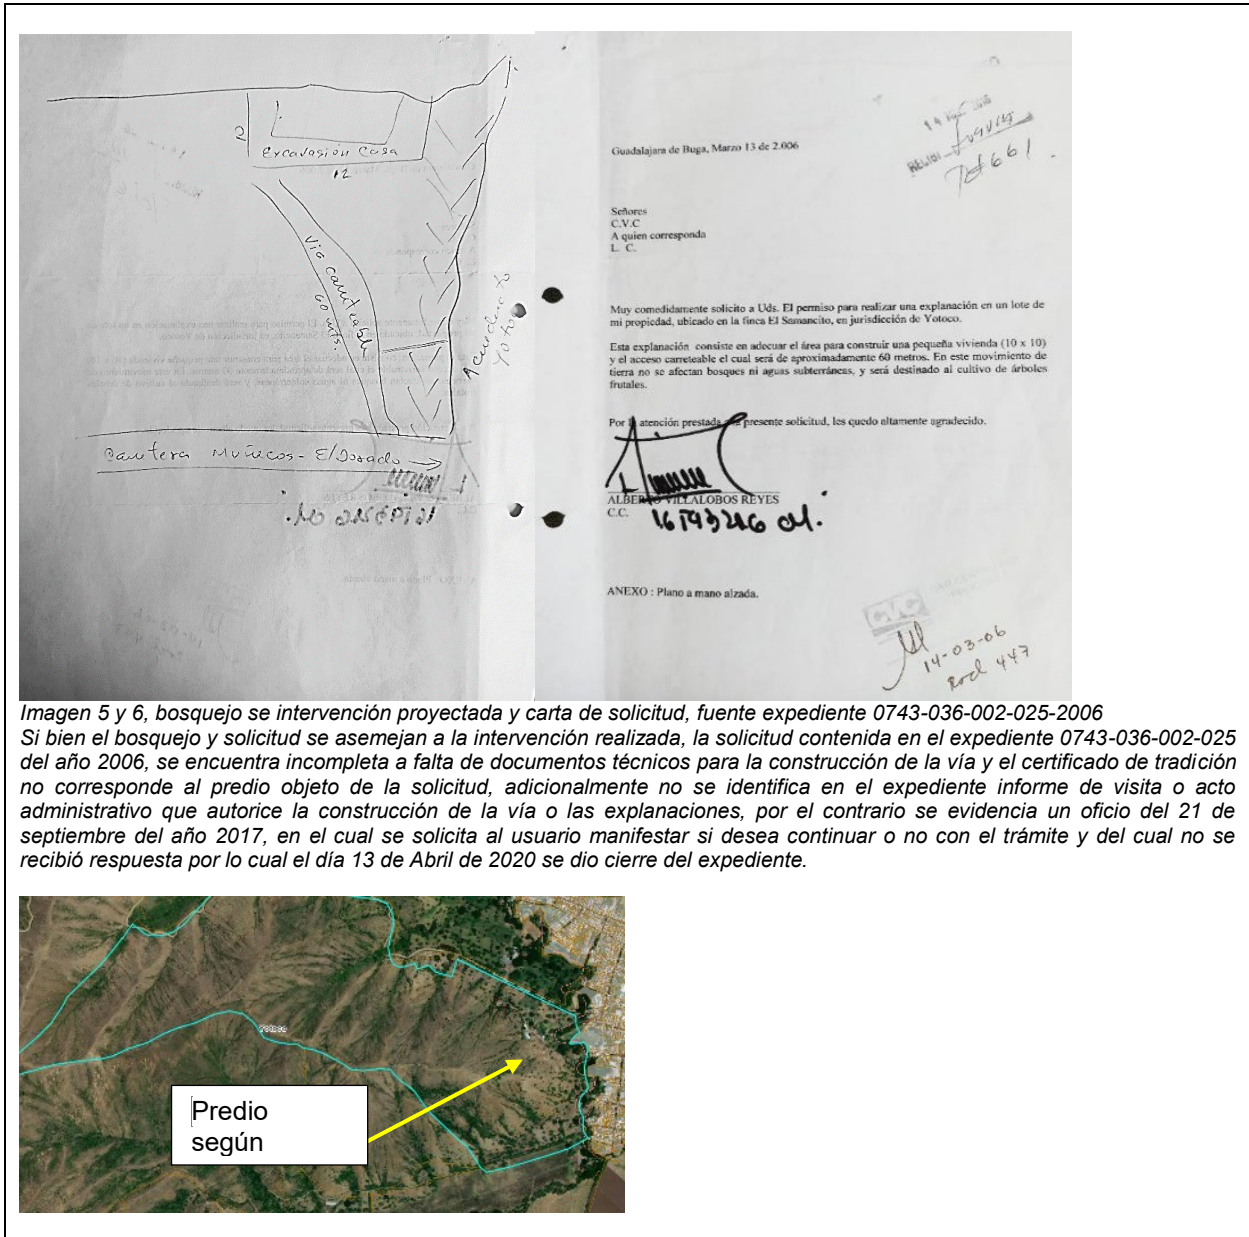 2
Excavasión Casa
12
Via carreteable
60 mts
Acueducto
Yotoco
Carretera Muñecos - El Dorado
Guadalajara de Buga, Marzo 13 de 2.006
Señores
C.V.C
A quien corresponda
L. C.
Muy comedidamente solicito a Uds. El permiso para realizar una explanación en un lote de
mi propiedad, ubicado en la finca El Samancito, en jurisdicción de Yotoco.
Esta explanación consiste en adecuar el área para construir una pequeña vivienda (10 x 10)
y el acceso carreteable el cual será de aproximadamente 60 metros. En este movimiento de
tierra no se afectan bosques ni aguas subterráneas, y será destinado al cultivo de árboles
frutales.
Por la atención prestada presente solicitud, les quedo altamente agradecido.
ALBERTO VILLALOBOS REYES
C.C.
ANEXO : Plano a mano alzada.
CVC
14-03-06
Rad 447
Imagen 5 y 6, bosquejo se intervención proyectada y carta de solicitud, fuente expediente 0743-036-002-025-2006
Si bien el bosquejo y solicitud se asemejan a la intervención realizada, la solicitud contenida en el expediente 0743-036-002-025
del año 2006, se encuentra incompleta a falta de documentos técnicos para la construcción de la vía y el certificado de tradición
no corresponde al predio objeto de la solicitud, adicionalmente no se identifica en el expediente informe de visita o acto
administrativo que autorice la construcción de la vía o las explanaciones, por el contrario se evidencia un oficio del 21 de
septiembre del año 2017, en el cual se solicita al usuario manifestar si desea continuar o no con el trámite y del cual no se
recibió respuesta por lo cual el día 13 de Abril de 2020 se dio cierre del expediente.
Predio
según